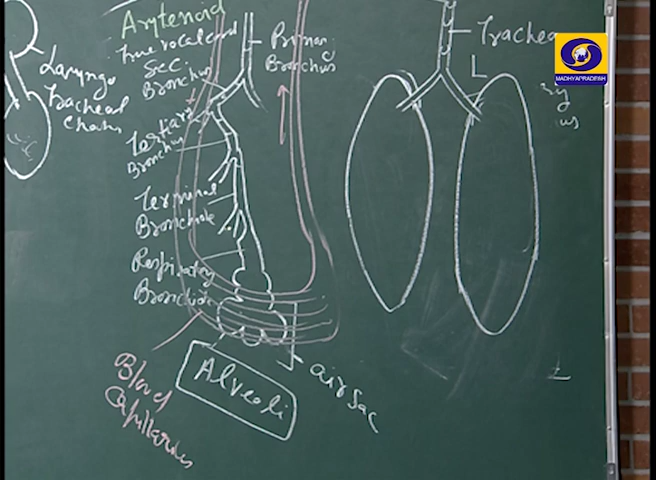 Arytenoid
true vocal cord
Laryngo
Tracheal
Chamber
Sec.
Bronchus
Primary
Bronchus
Trachea
L
MADHYAPRADESH
Tertiary
Bronchus
Terminal
Bronchiole
Respiratory
Bronchiole
Alveoli
air Sac
Blood
Capillaries